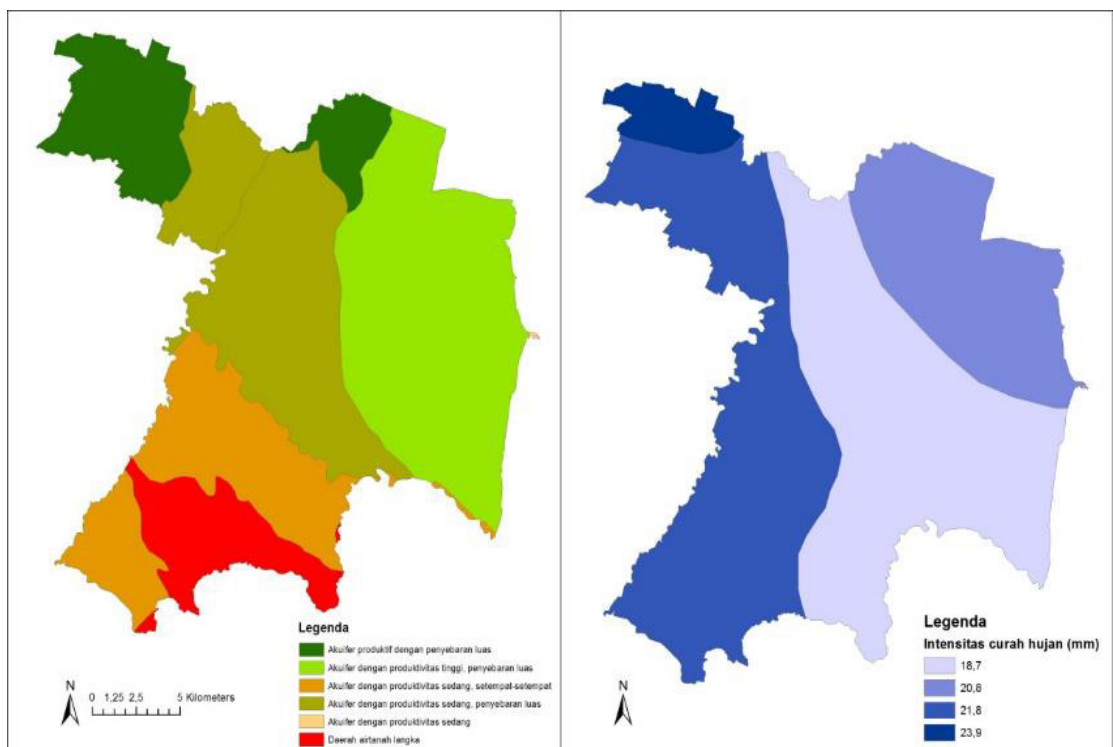 Legenda
Akuifer produktif dengan penyebaran luas
Akuifer dengan produktivitas tinggi, penyebaran luas
Akuifer dengan produktivitas sedang, setempat-setempat
Akuifer dengan produktivitas sedang, penyebaran luas
Akuifer dengan produktivitas sedang
Daerah airtanah langka
N
0 1,25 2,5 5 Kilometers
Legenda
Intensitas curah hujan (mm)
18,7
20,8
21,8
23,9
N